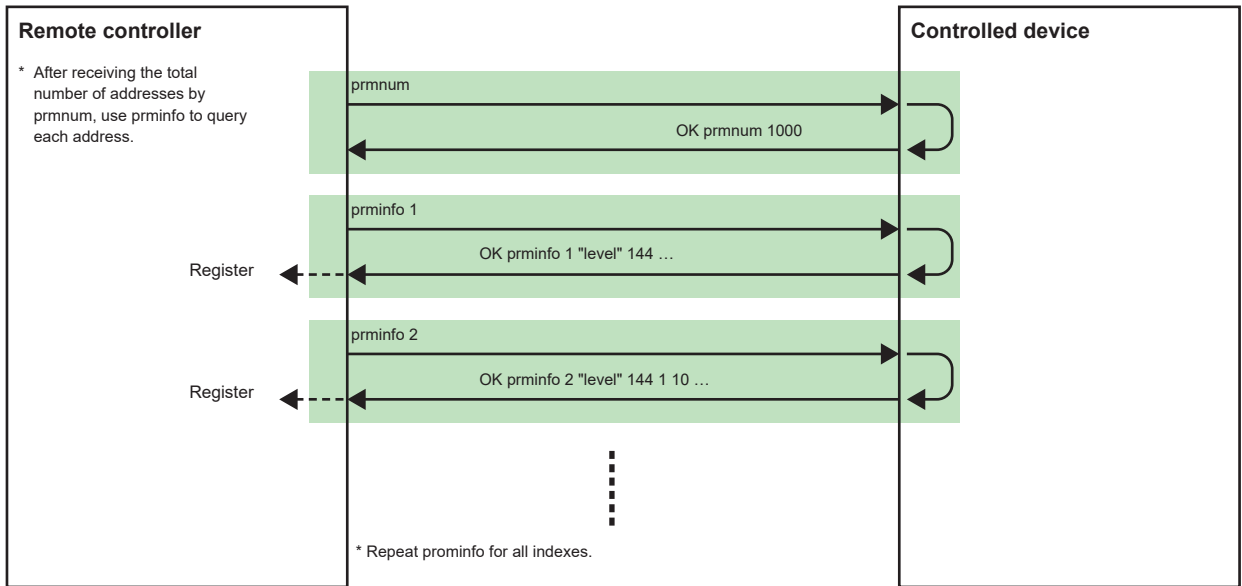 Remote controller
* After receiving the total
number of addresses by
prmnum, use prminfo to query
each address.
Controlled device
prmnum
OK prmnum 1000
prminfo 1
OK prminfo 1 "level" 144 …
Register
prminfo 2
OK prminfo 2 "level" 144 1 10 …
Register
* Repeat prominfo for all indexes.